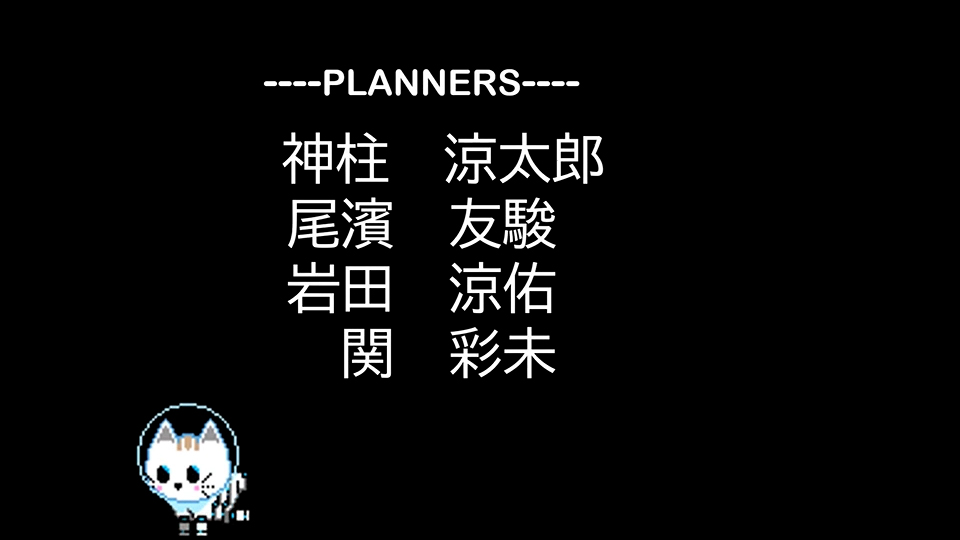 ----PLANNERS----
神柱　涼太郎
尾濱　友駿
岩田　涼佑
関　彩未